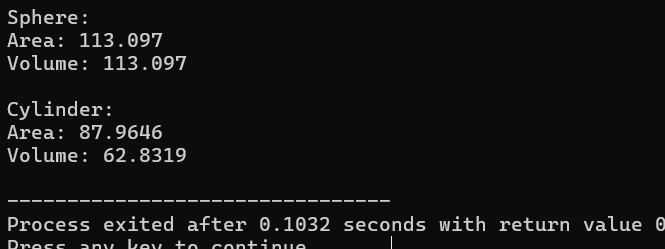 Sphere:
Area: 113.097
Volume: 113.097
Cylinder:
Area: 87.9646
Volume: 62.8319
--------------------------------
Process exited after 0.1032 seconds with return value 0
Press any key to continue